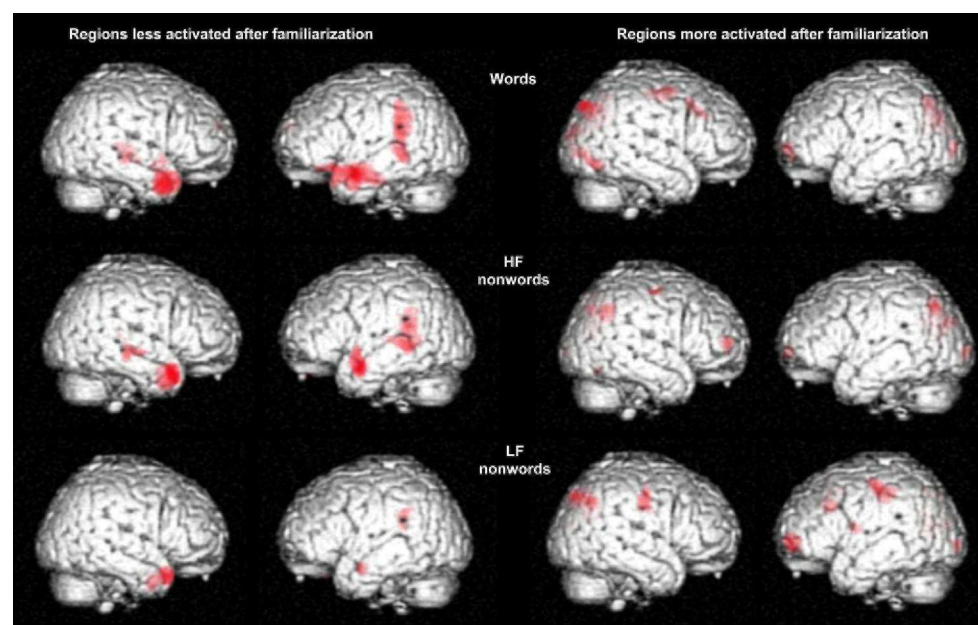 Regions less activated after familiarization
Regions more activated after familiarization
Words
HF
nonwords
LF
nonwords